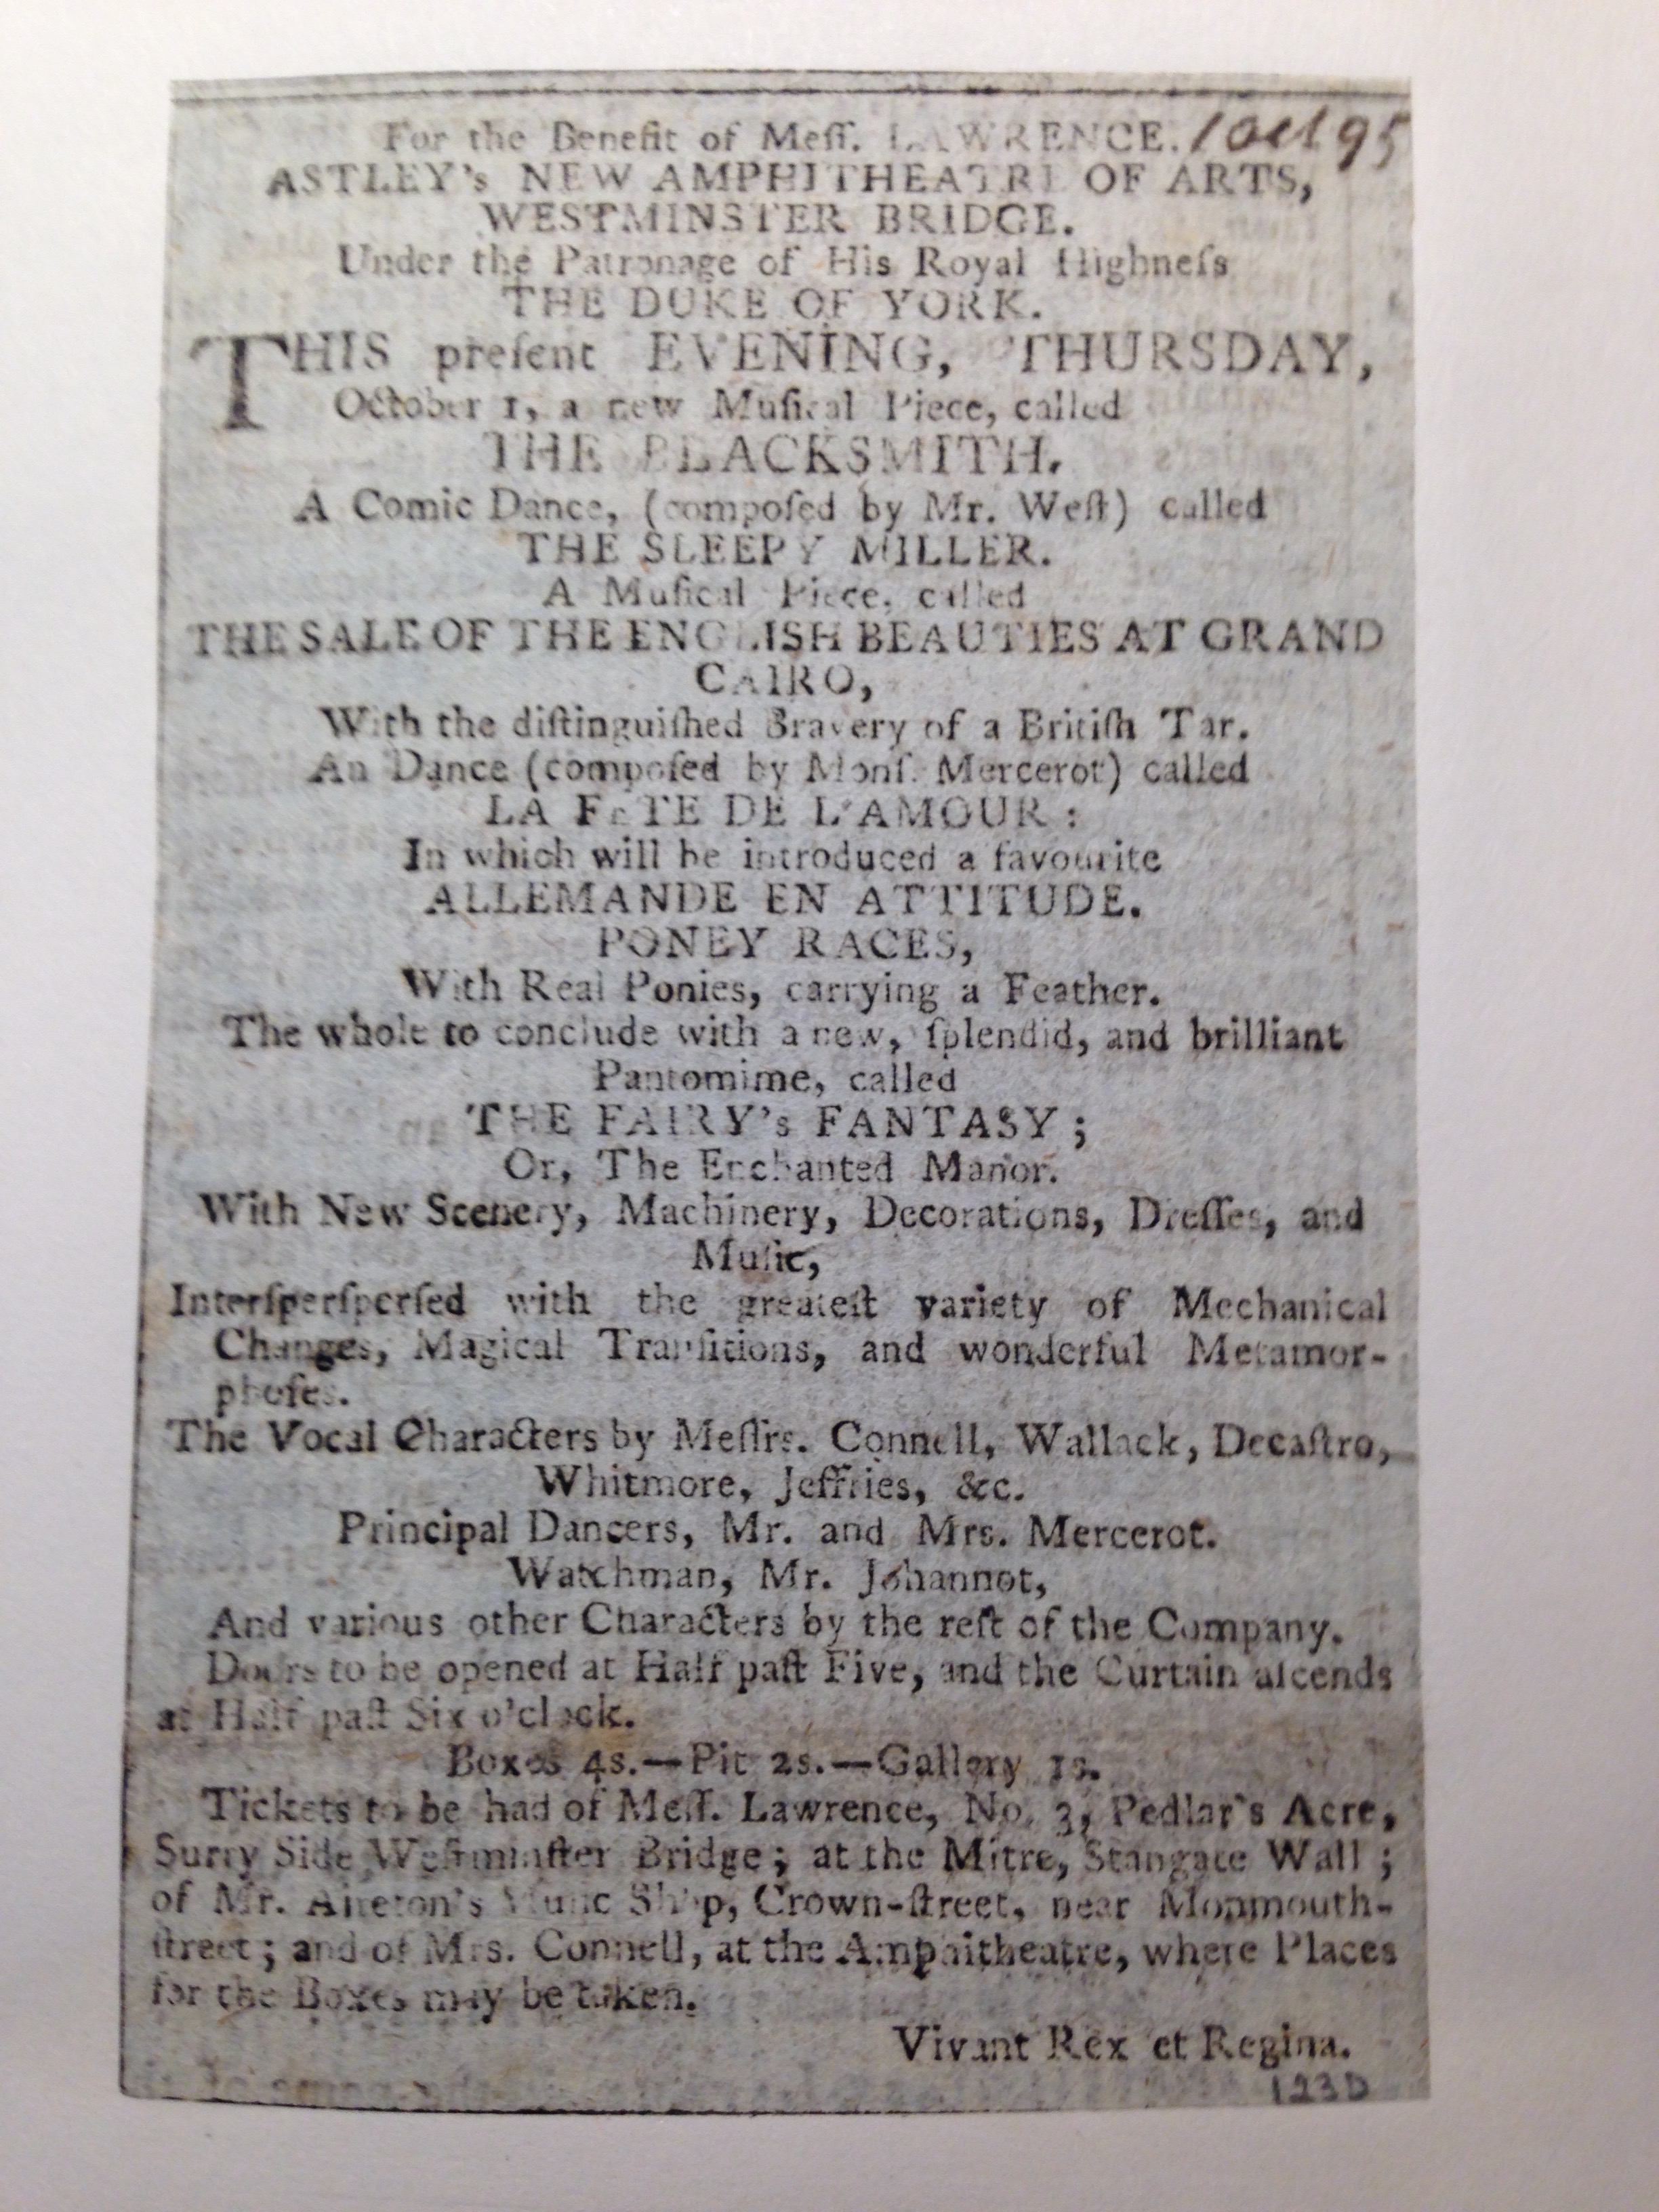 For the Benefit of Meſſ. LAWRENCE. 1 Oct 95
ASTLEY's NEW AMPHITHEATRE OF ARTS,
WESTMINSTER BRIDGE.
Under the Patronage of His Royal Highneſs
THE DUKE OF YORK.
THIS preſent EVENING, THURSDAY,
October 1, a new Muſical Piece, called
THE BLACKSMITH.
A Comic Dance, (compoſed by Mr. Weſt) called
THE SLEEPY MILLER.
A Muſical Piece, called
THE SALE OF THE ENGLISH BEAUTIES AT GRAND
CAIRO,
With the diſtinguiſhed Bravery of a Britiſh Tar.
An Dance (compoſed by Monſ. Mercerot) called
LA FETE DE L'AMOUR :
In which will be introduced a favourite
ALLEMANDE EN ATTITUDE.
PONEY RACES,
With Real Ponies, carrying a Feather.
The whole to conclude with a new, ſplendid, and brilliant
Pantomime, called
THE FAIRY's FANTASY ;
Or, The Enchanted Manor.
With New Scenery, Machinery, Decorations, Dreſſes, and
Muſic,
Interſperſperſed with the greateſt variety of Mechanical
Changes, Magical Tranſitions, and wonderful Metamor-
phoſes.
The Vocal Characters by Meſſrs. Connell, Wallack, Decaſtro,
Whitmore, Jeffries, &c.
Principal Dancers, Mr. and Mrs. Mercerot.
Watchman, Mr. Johannot,
And various other Characters by the reſt of the Company.
Doors to be opened at Half paſt Five, and the Curtain aſcends
at Half paſt Six o'clock.
Boxes 4s.—Pit 2s.—Gallery 1s.
Tickets to be had of Meſſ. Lawrence, No. 3, Pedlar's Acre,
Surry Side Weſtminſter Bridge ; at the Mitre, Stangate Wall ;
of Mr. Muſic Shop, Crown-ſtreet, near Monmouth-
ſtreet ; and of Mrs. Connell, at the Amphitheatre, where Places
for the Boxes may be taken.
Vivant Rex et Regina.
123D